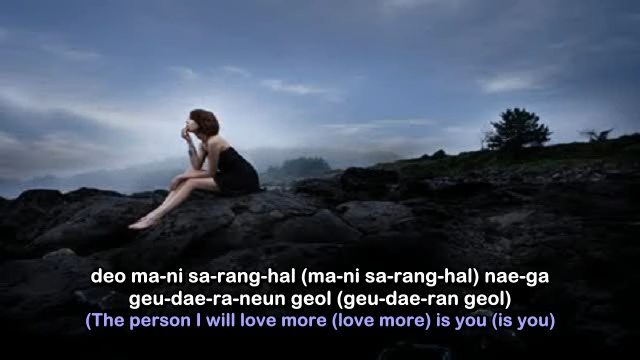 deo ma-ni sa-rang-hal (ma-ni sa-rang-hal) nae-ga
geu-dae-ra-neun geol (geu-dae-ran geol)
(The person I will love more (love more) is you (is you)